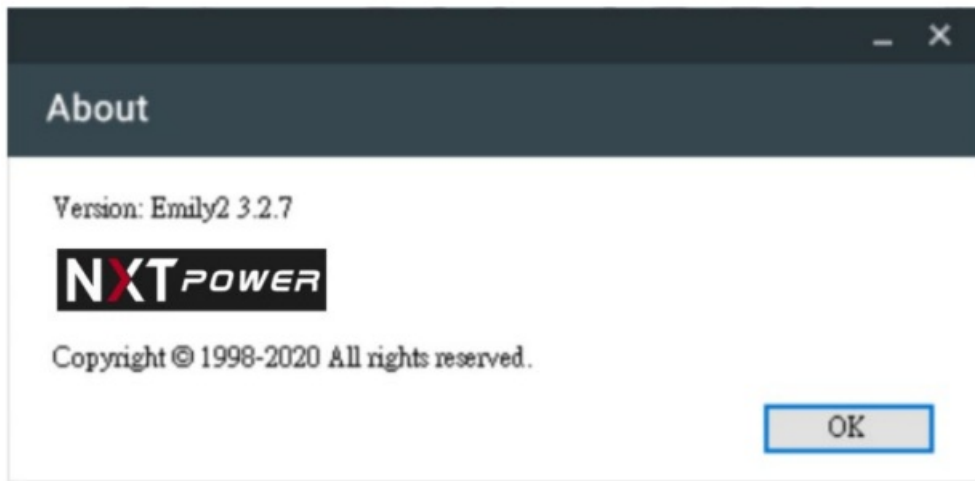 About
Version: Emily2 3.2.7
NXT POWER
Copyright © 1998-2020 All rights reserved.
OK